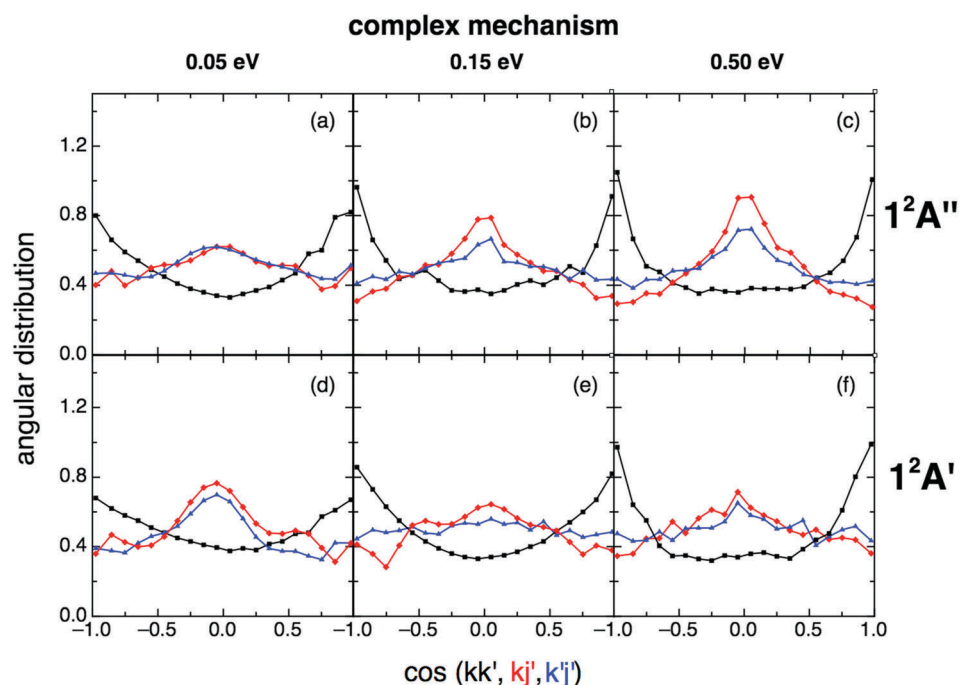 complex mechanism
0.05 eV 0.15 eV 0.50 eV
(a) (b) (c)
1.2
0.8
0.4
0.0
1²A"
(d) (e) (f)
1.2
0.8
0.4
0.0
1²A'
angular distribution
−1.0 −0.5 0.0 0.5 −1.0 −0.5 0.0 0.5 −1.0 −0.5 0.0 0.5 1.0
cos (kk', kj', k'j')